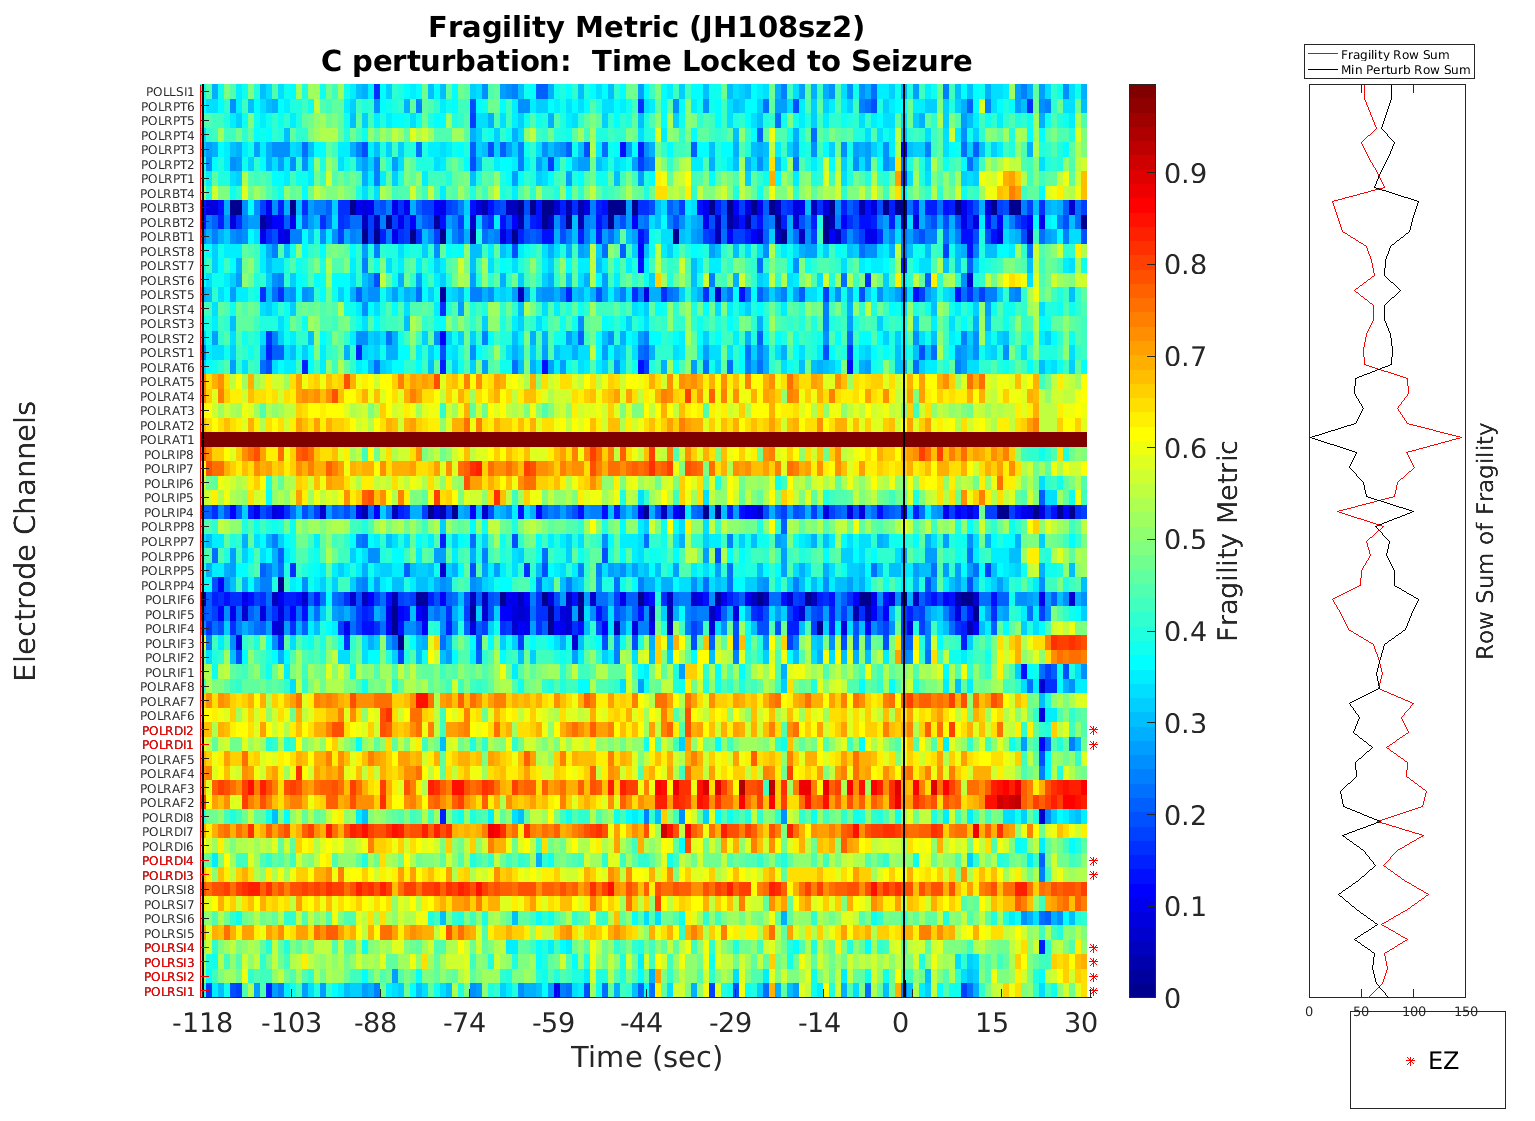 Fragility Metric (JH108sz2)
C perturbation:  Time Locked to Seizure
Fragility Row Sum
Min Perturb Row Sum
Electrode Channels
POLLSI1
POLRPT6
POLRPT5
POLRPT4
POLRPT3
POLRPT2
POLRPT1
POLRBT4
POLRBT3
POLRBT2
POLRBT1
POLRST8
POLRST7
POLRST6
POLRST5
POLRST4
POLRST3
POLRST2
POLRST1
POLRAT6
POLRAT5
POLRAT4
POLRAT3
POLRAT2
POLRAT1
POLRIP8
POLRIP7
POLRIP6
POLRIP5
POLRIP4
POLRPP8
POLRPP7
POLRPP6
POLRPP5
POLRPP4
POLRIF6
POLRIF5
POLRIF4
POLRIF3
POLRIF2
POLRIF1
POLRAF8
POLRAF7
POLRAF6
POLRDI2
POLRDI1
POLRAF5
POLRAF4
POLRAF3
POLRAF2
POLRDI8
POLRDI7
POLRDI6
POLRDI4
POLRDI3
POLRSI8
POLRSI7
POLRSI6
POLRSI5
POLRSI4
POLRSI3
POLRSI2
POLRSI1
-118 -103 -88 -74 -59 -44 -29 -14 0 15 30
Time (sec)
0.9
0.8
0.7
0.6
0.5
0.4
0.3
0.2
0.1
0
Fragility Metric
0 50 100 150
Row Sum of Fragility
EZ